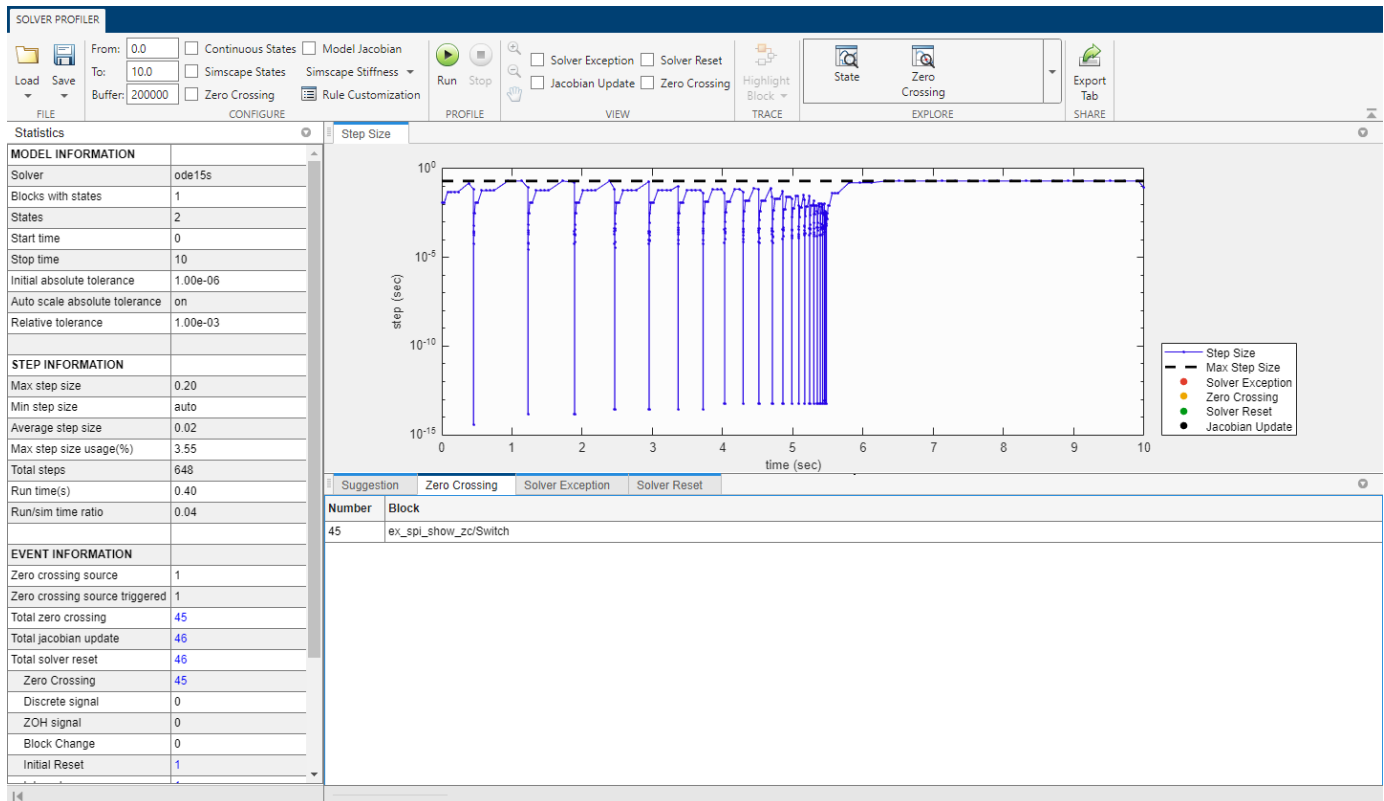 SOLVER PROFILER
Load
Save
FILE
From: 0.0
To: 10.0
Buffer: 200000
Continuous States
Model Jacobian
Simscape States
Simscape Stiffness
Zero Crossing
Rule Customization
CONFIGURE
Run
Stop
PROFILE
Solver Exception
Solver Reset
Jacobian Update
Zero Crossing
VIEW
Highlight
Block
TRACE
State
Zero
Crossing
EXPLORE
Export
Tab
SHARE
Statistics
MODEL INFORMATION
Solver ode15s
Blocks with states 1
States 2
Start time 0
Stop time 10
Initial absolute tolerance 1.00e-06
Auto scale absolute tolerance on
Relative tolerance 1.00e-03
STEP INFORMATION
Max step size 0.20
Min step size auto
Average step size 0.02
Max step size usage(%) 3.55
Total steps 648
Run time(s) 0.40
Run/sim time ratio 0.04
EVENT INFORMATION
Zero crossing source 1
Zero crossing source triggered 1
Total zero crossing 45
Total jacobian update 46
Total solver reset 46
Zero Crossing 45
Discrete signal 0
ZOH signal 0
Block Change 0
Initial Reset 1
Step Size
10^0
10^-5
10^-10
10^-15
step (sec)
0 1 2 3 4 5 6 7 8 9 10
time (sec)
Step Size
Max Step Size
Solver Exception
Zero Crossing
Solver Reset
Jacobian Update
Suggestion Zero Crossing Solver Exception Solver Reset
Number Block
45 ex_spi_show_zc/Switch